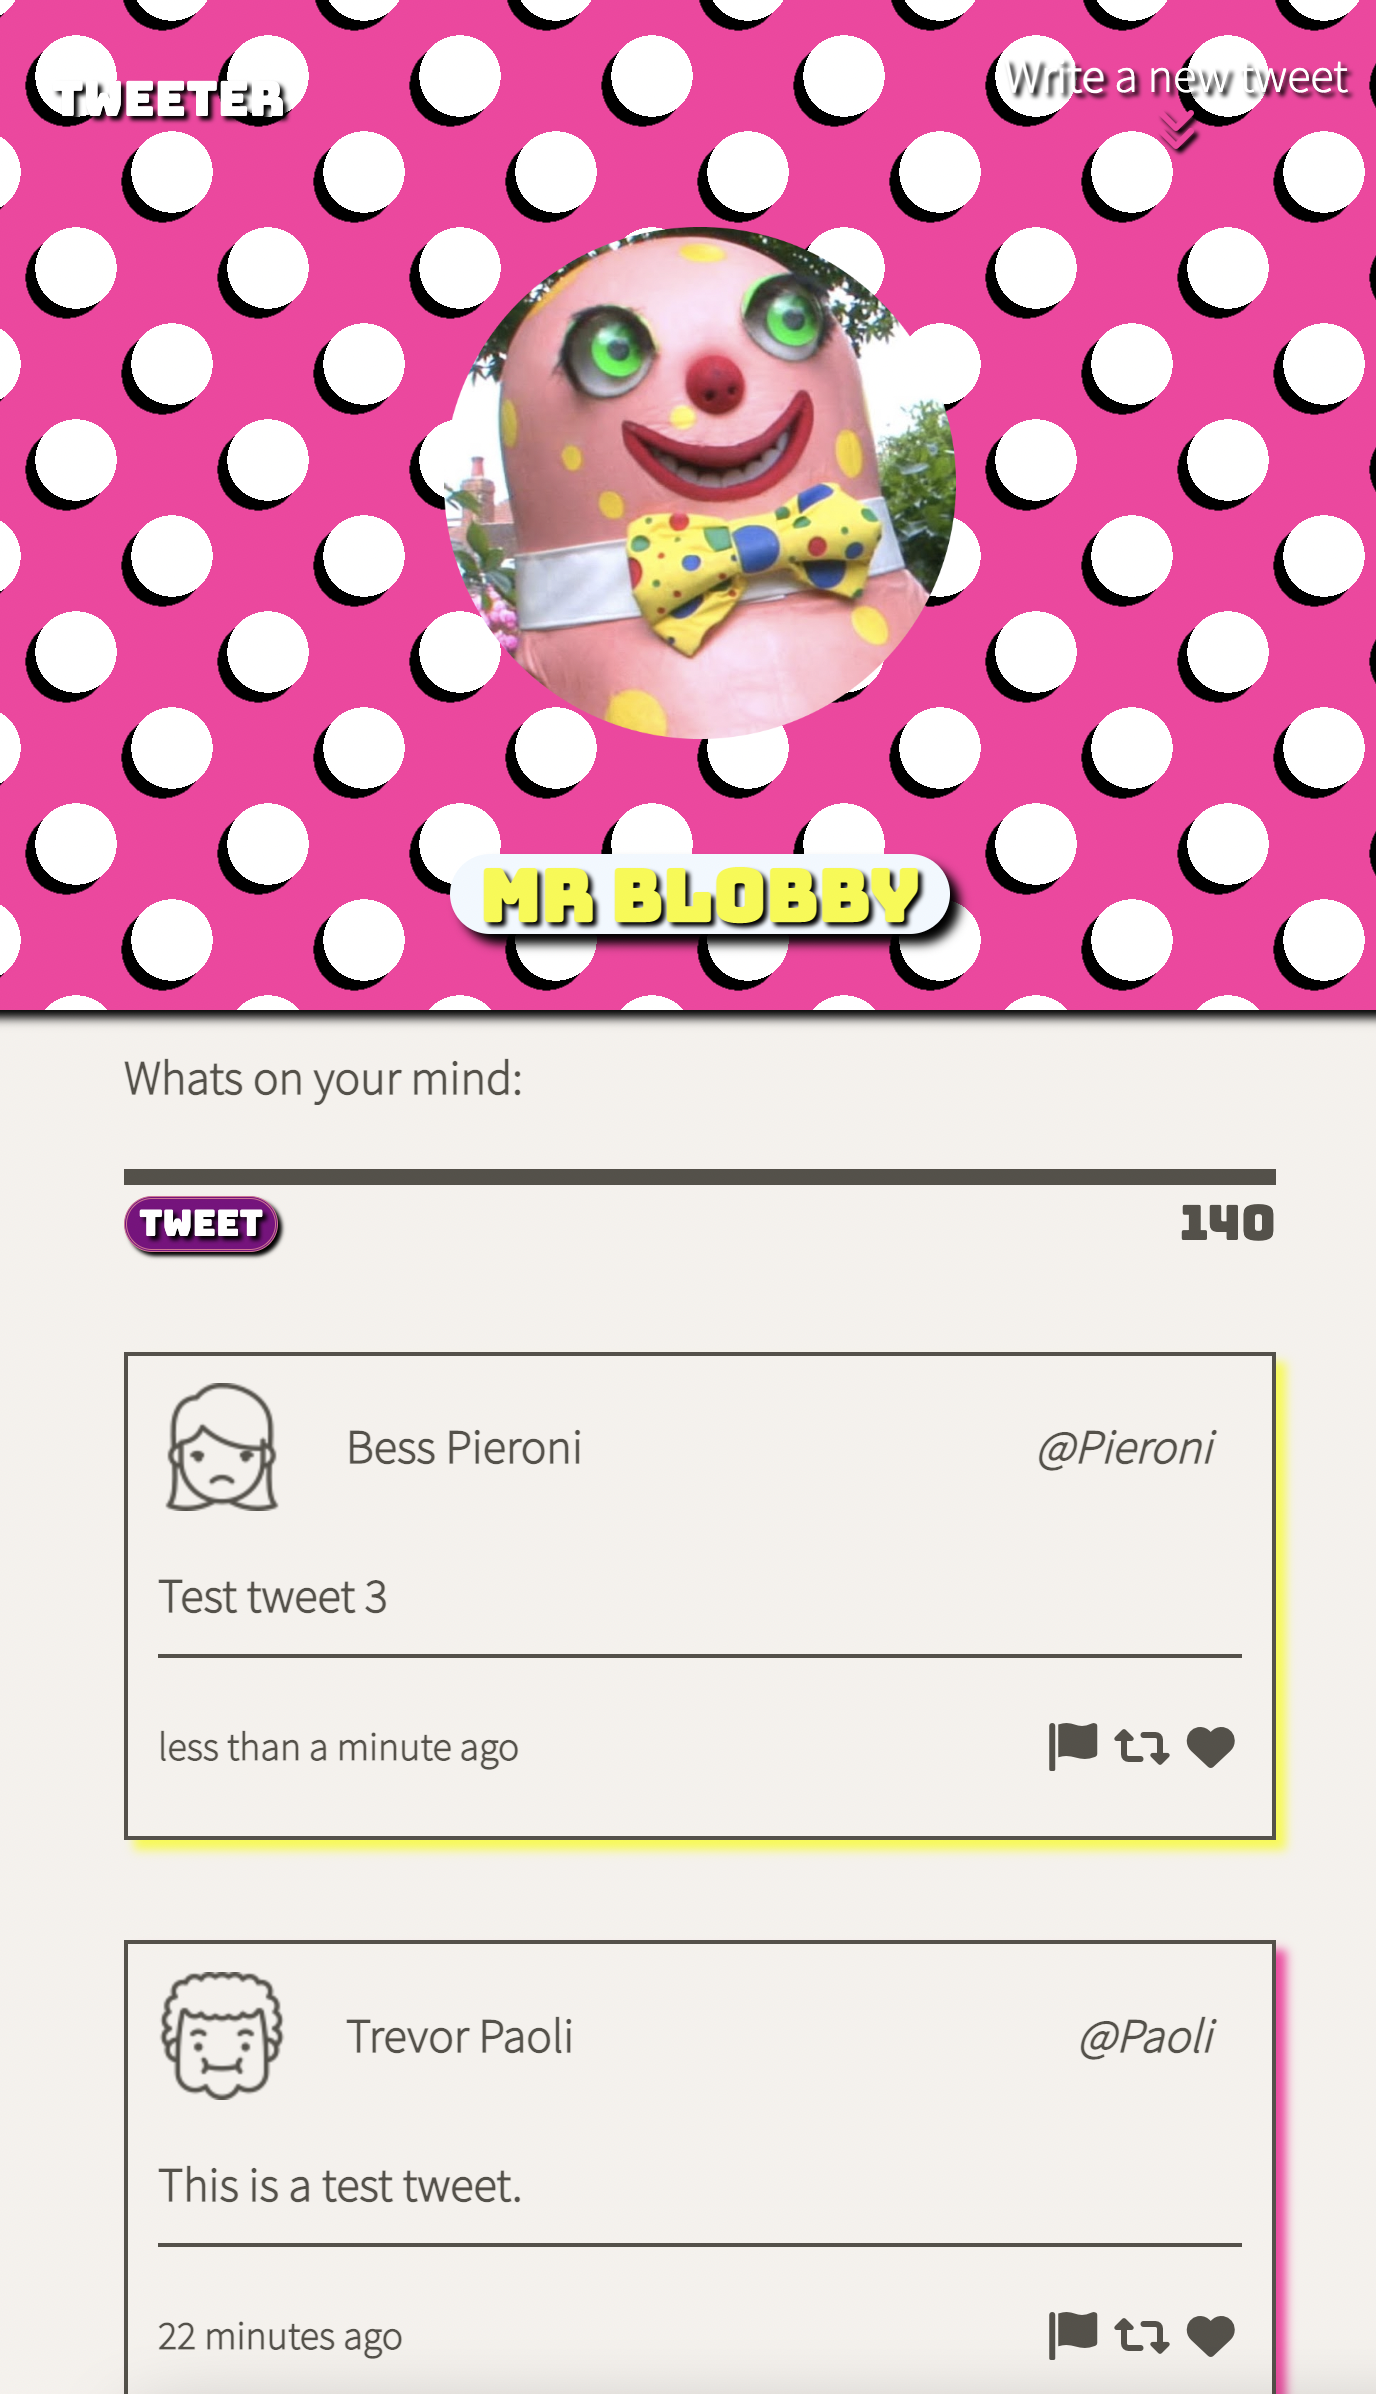 TWEETER
Write a new tweet
MR BLOBBY
Whats on your mind:
TWEET
140
Bess Pieroni
@Pieroni
Test tweet 3
less than a minute ago
Trevor Paoli
@Paoli
This is a test tweet.
22 minutes ago